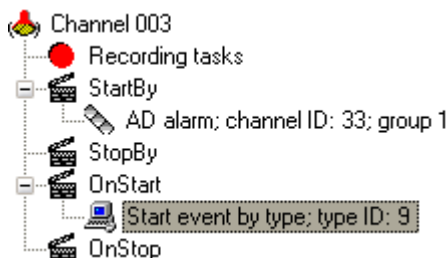 Channel 003
Recording tasks
StartBy
AD alarm; channel ID: 33; group 1
StopBy
OnStart
Start event by type; type ID: 9
OnStop